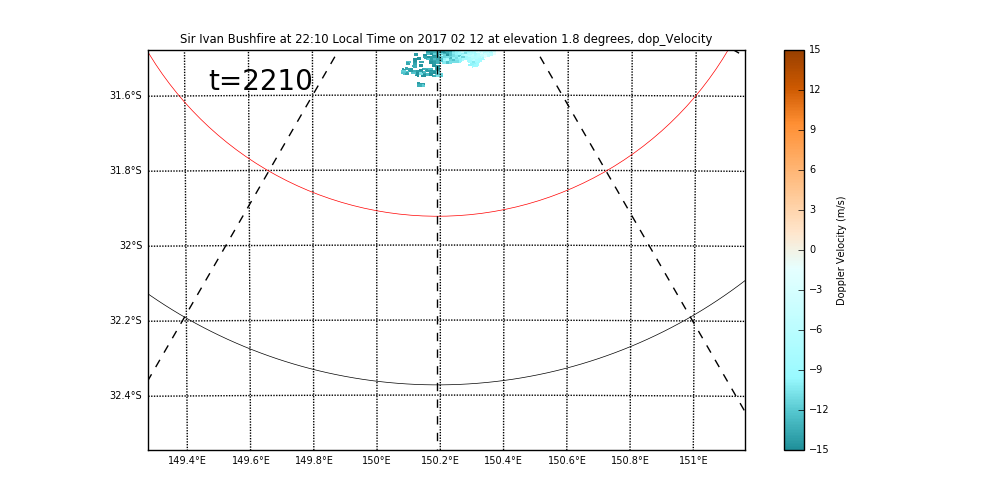 Sir Ivan Bushfire at 22:10 Local Time on 2017 02 12 at elevation 1.8 degrees, dop_Velocity
t=2210
31.6°S
31.8°S
32°S
32.2°S
32.4°S
149.4°E 149.6°E 149.8°E 150°E 150.2°E 150.4°E 150.6°E 150.8°E 151°E
15
12
9
6
3
0
−3
−6
−9
−12
−15
Doppler Velocity (m/s)